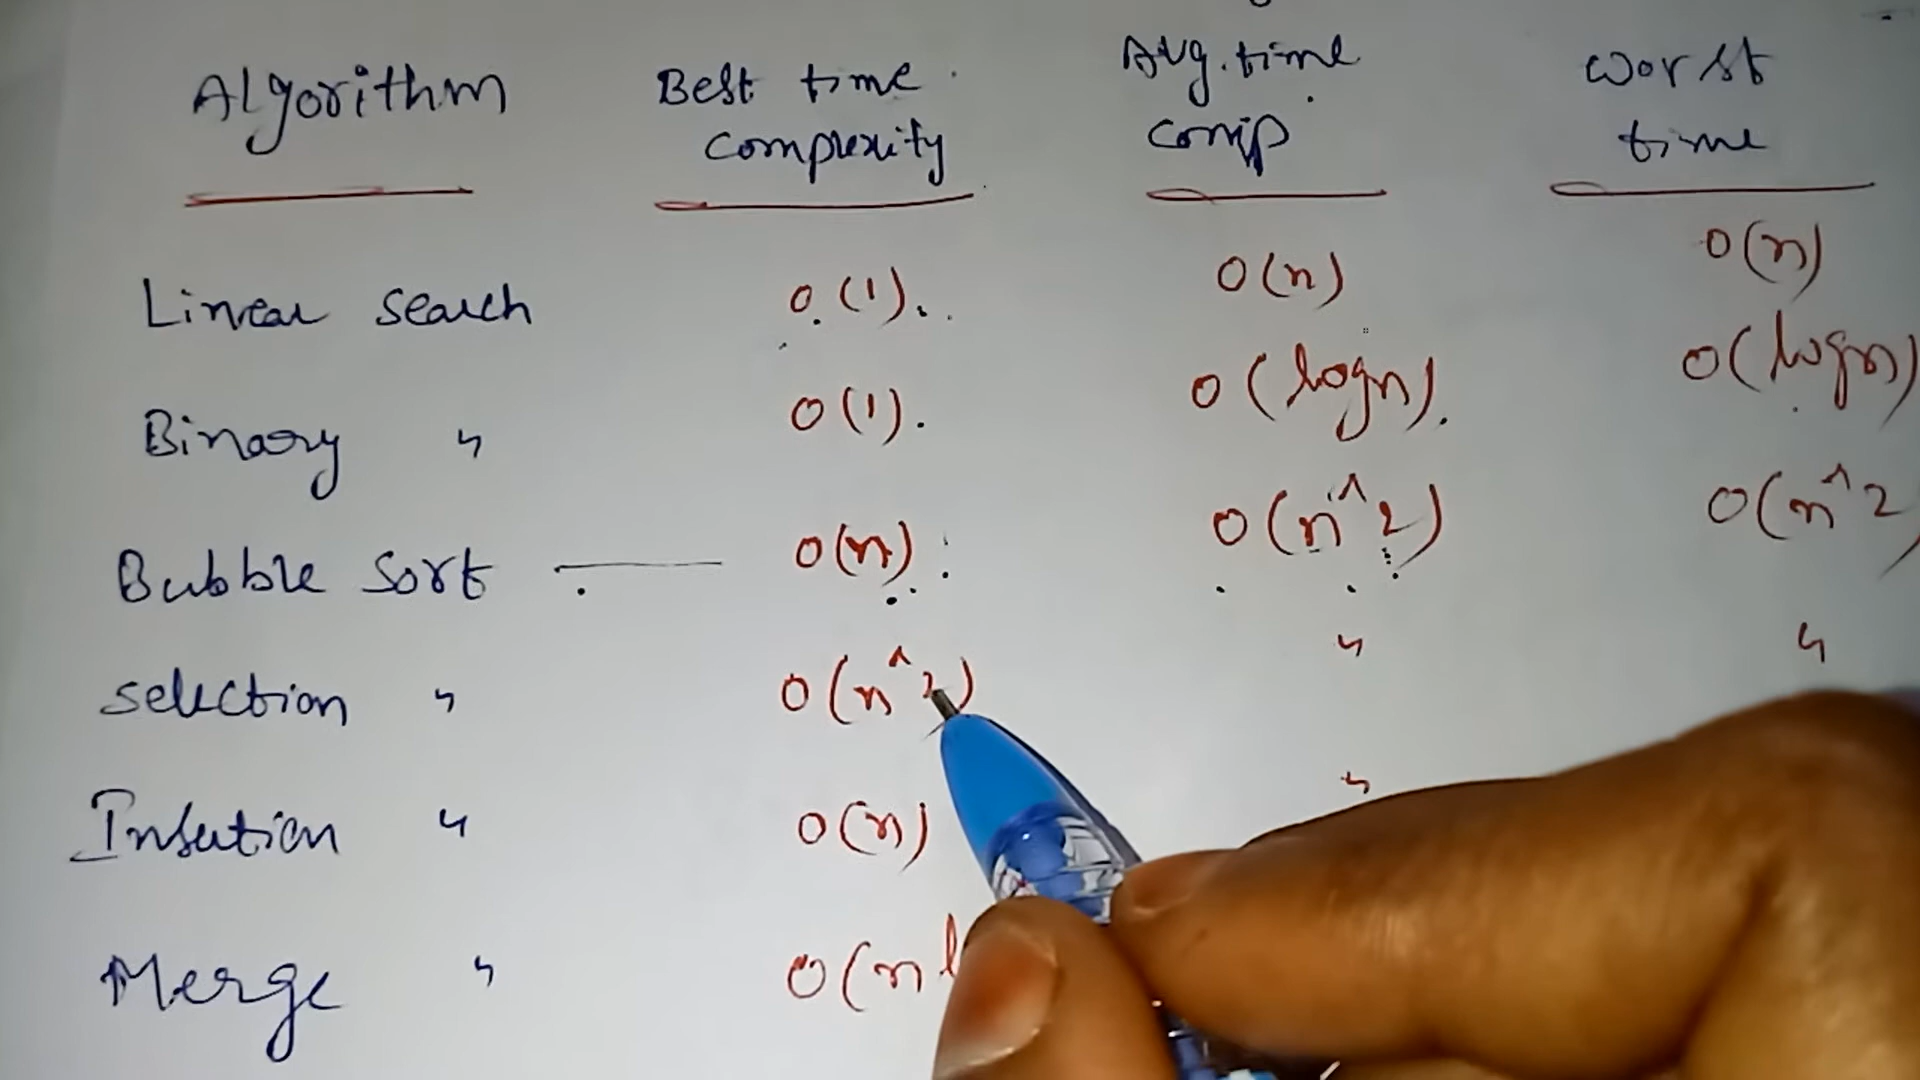 Algorithm Best time complexity Avg. time comp worst time
Linear search O(1). O(n) O(n)
Binary " O(1). O(logn). O(logn)
Bubble sort — O(n) O(n^2) O(n^2
selection " O(n^2) " "
Insertion " O(n) "
Merge " O(n l